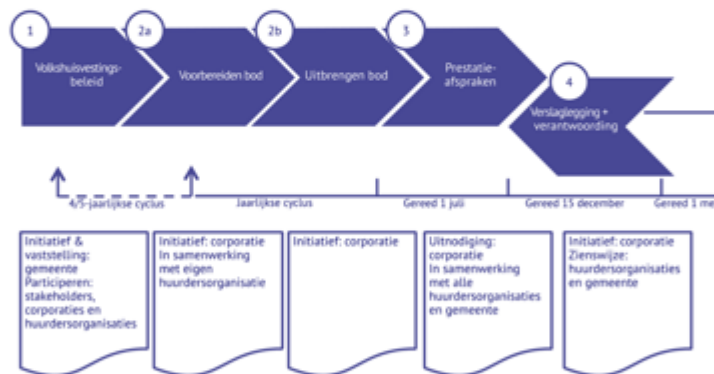 1
2a
2b
3
4
Volkshuisvestings-
beleid
Voorbereiden bod
Uitbrengen bod
Prestatie-
afspraken
Verslaglegging +
verantwoording
4/5-jaarlijkse cyclus
Jaarlijkse cyclus
Gereed 1 juli
Gereed 15 december
Gereed 1 me
Initiatief &
vaststelling:
gemeente
Participeren:
stakeholders,
corporaties en
huurdersorganisaties
Initiatief: corporatie
In samenwerking
met eigen
huurdersorganisatie
Initiatief: corporatie
Uitnodiging:
corporatie
In samenwerking
met alle
huurdersorganisaties
en gemeente
Initiatief: corporatie
Zienswijze:
huurdersorganisaties
en gemeente